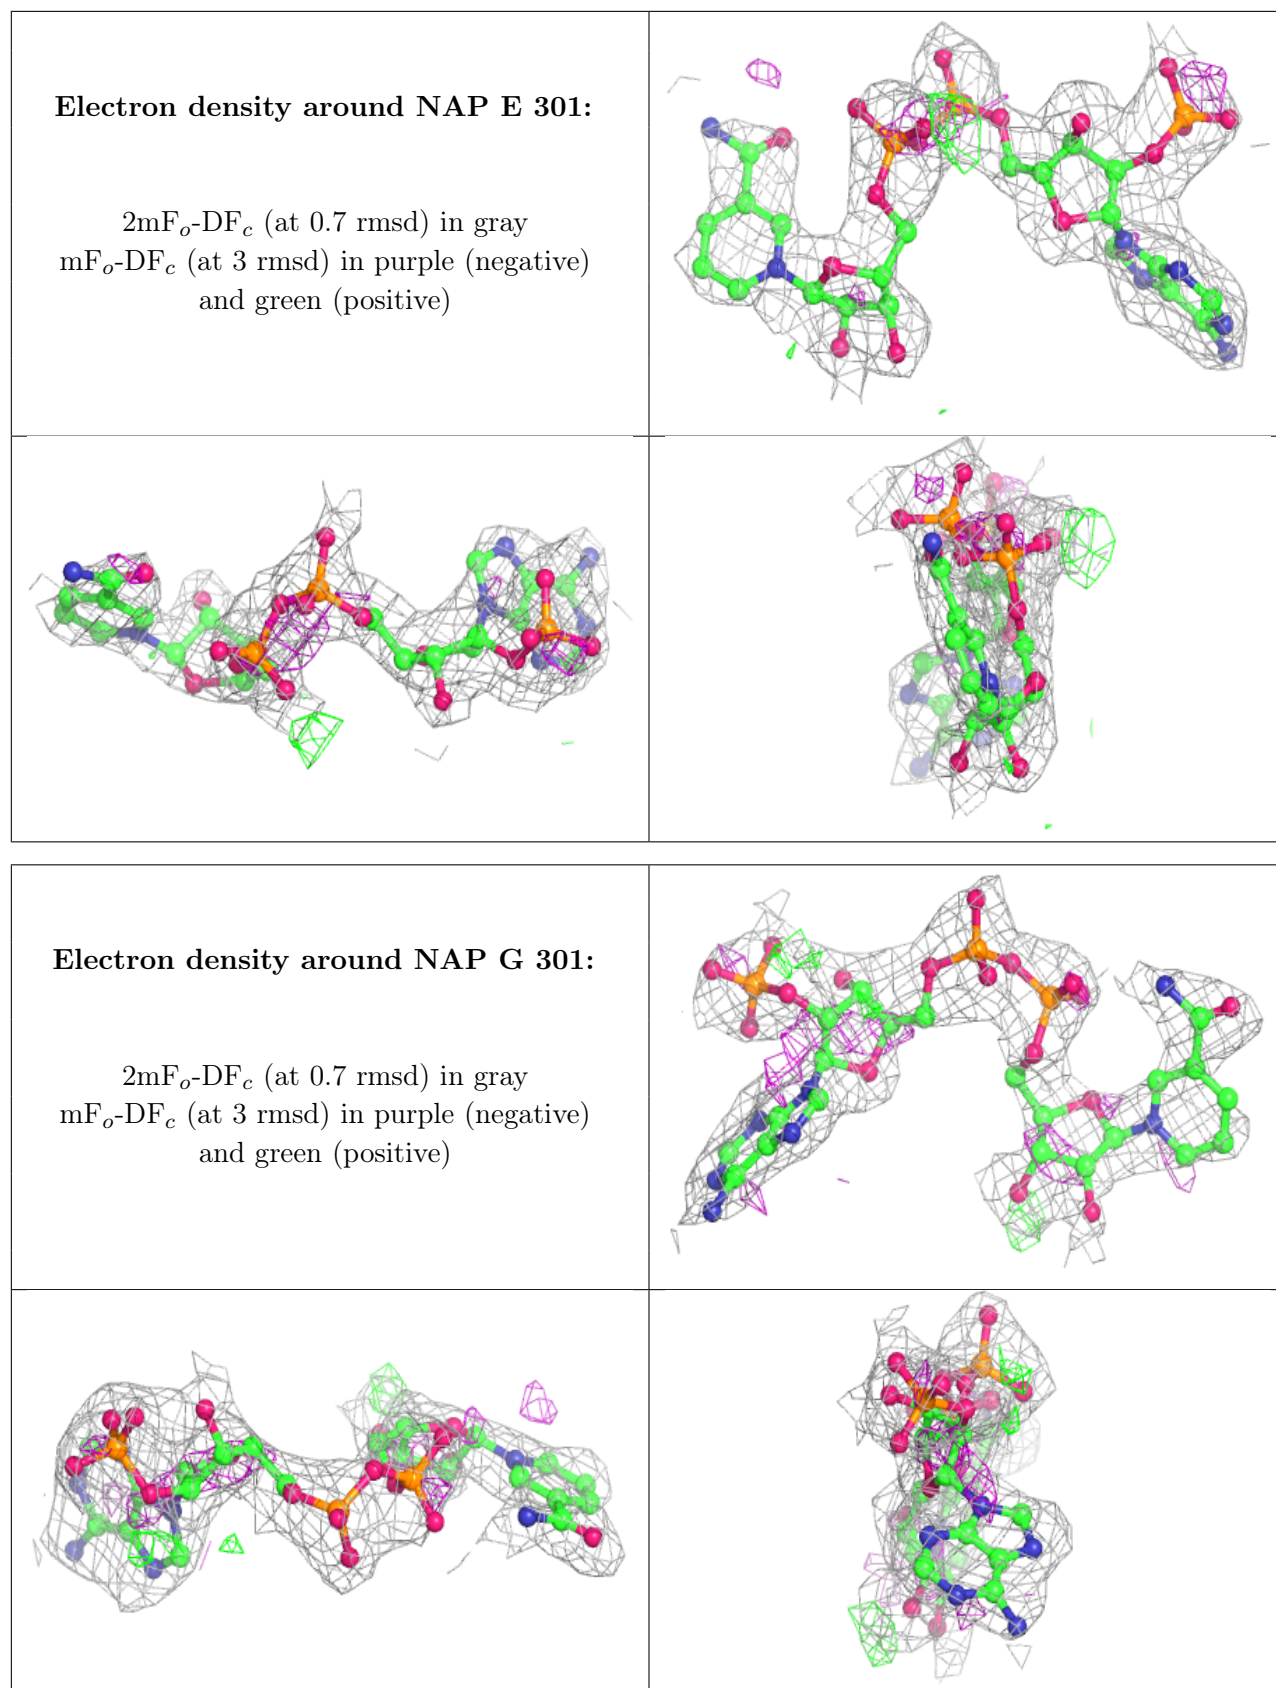 Electron density around NAP E 301:
2mFₒ-DF𝒸 (at 0.7 rmsd) in gray
mFₒ-DF𝒸 (at 3 rmsd) in purple (negative)
and green (positive)
Electron density around NAP G 301:
2mFₒ-DF𝒸 (at 0.7 rmsd) in gray
mFₒ-DF𝒸 (at 3 rmsd) in purple (negative)
and green (positive)